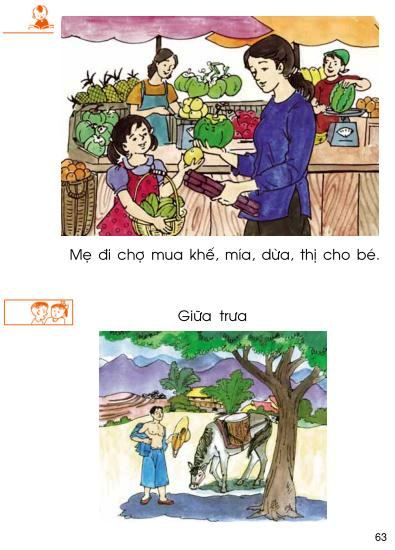 Mẹ đi chợ mua khế, mía, dừa, thị cho bé.
Giữa trưa
63